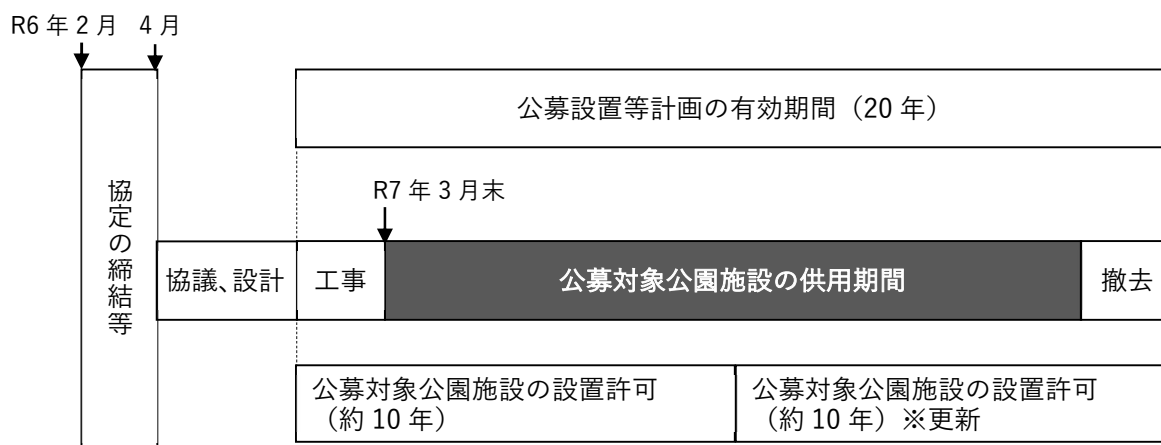 R6 年 2 月 4 月
公募設置等計画の有効期間（20 年）
協定の締結等
R7 年 3 月末
協議、設計
工事
公募対象公園施設の供用期間
撤去
公募対象公園施設の設置許可
（約 10 年）
公募対象公園施設の設置許可
（約 10 年）※更新